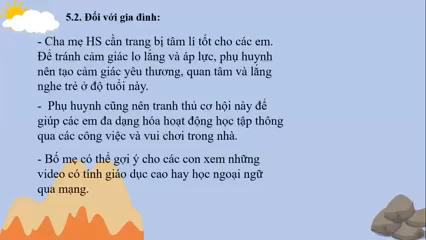 5.2. Đối với gia đình:
- Cha mẹ HS cần trang bị tâm lí tốt cho các em.
Để tránh cảm giác lo lắng và áp lực, phụ huynh
nên tạo cảm giác yêu thương, quan tâm và lắng
nghe trẻ ở độ tuổi này.
- Phụ huynh cũng nên tranh thủ cơ hội này để
giúp các em đa dạng hóa hoạt động học tập thông
qua các công việc và vui chơi trong nhà.
- Bố mẹ có thể gợi ý cho các con xem những
video có tính giáo dục cao hay học ngoại ngữ
qua mạng.